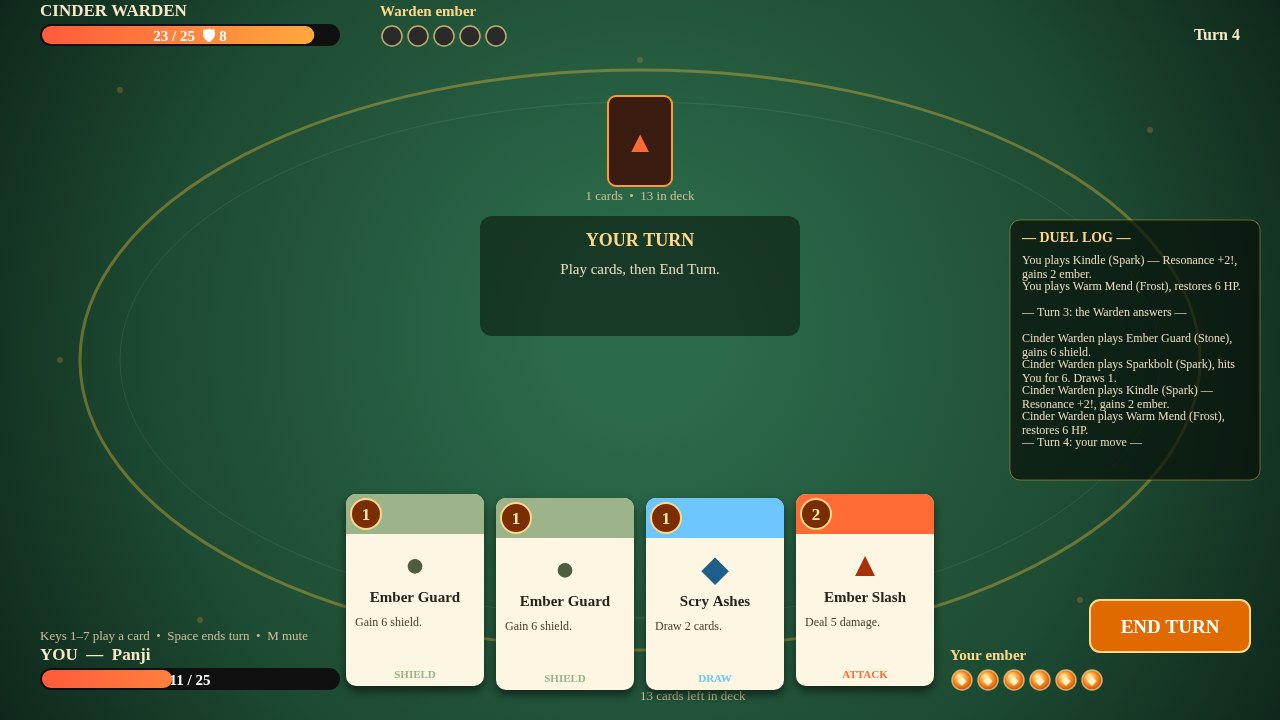 CINDER WARDEN
23 / 25 8
Warden ember
Turn 4
1 cards • 13 in deck
YOUR TURN
Play cards, then End Turn.
— DUEL LOG —
You plays Kindle (Spark) — Resonance +2!,
gains 2 ember.
You plays Warm Mend (Frost), restores 6 HP.
— Turn 3: the Warden answers —
Cinder Warden plays Ember Guard (Stone),
gains 6 shield.
Cinder Warden plays Sparkbolt (Spark), hits
You for 6. Draws 1.
Cinder Warden plays Kindle (Spark) —
Resonance +2!, gains 2 ember.
Cinder Warden plays Warm Mend (Frost),
restores 6 HP.
— Turn 4: your move —
1
Ember Guard
Gain 6 shield.
SHIELD
1
Ember Guard
Gain 6 shield.
SHIELD
1
Scry Ashes
Draw 2 cards.
DRAW
2
Ember Slash
Deal 5 damage.
ATTACK
END TURN
Keys 1–7 play a card • Space ends turn • M mute
YOU — Panji
11 / 25
Your ember
13 cards left in deck